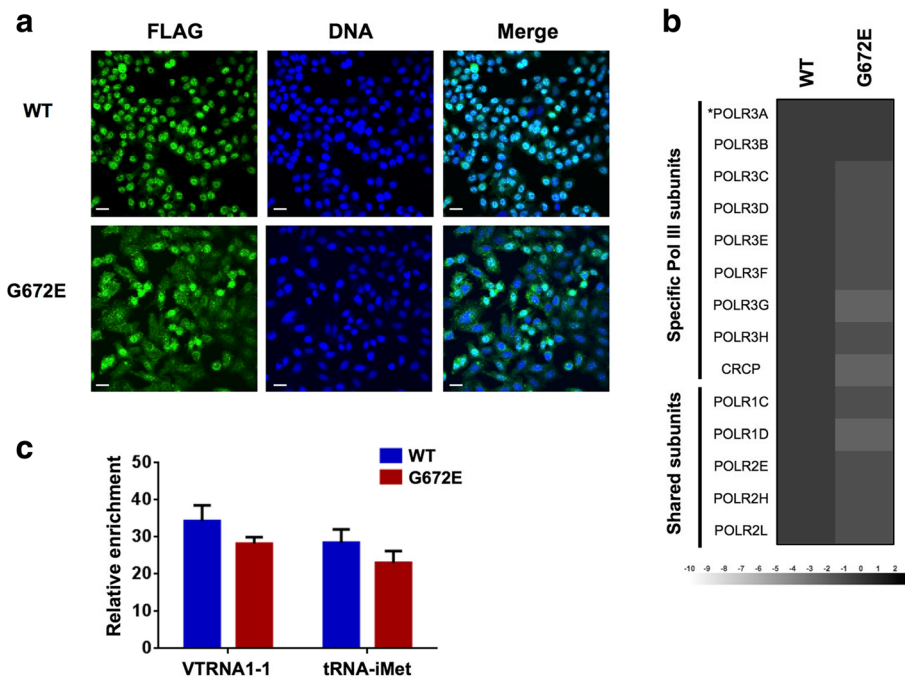 a
FLAG DNA Merge
WT
G672E
b
WT
G672E
Specific Pol III subunits
*POLR3A
POLR3B
POLR3C
POLR3D
POLR3E
POLR3F
POLR3G
POLR3H
CRCP
Shared subunits
POLR1C
POLR1D
POLR2E
POLR2H
POLR2L
-10 -9 -8 -7 -6 -5 -4 -3 -2 -1 0 1 2
c
Relative enrichment
50
40
30
20
10
0
WT
G672E
VTRNA1-1 tRNA-iMet